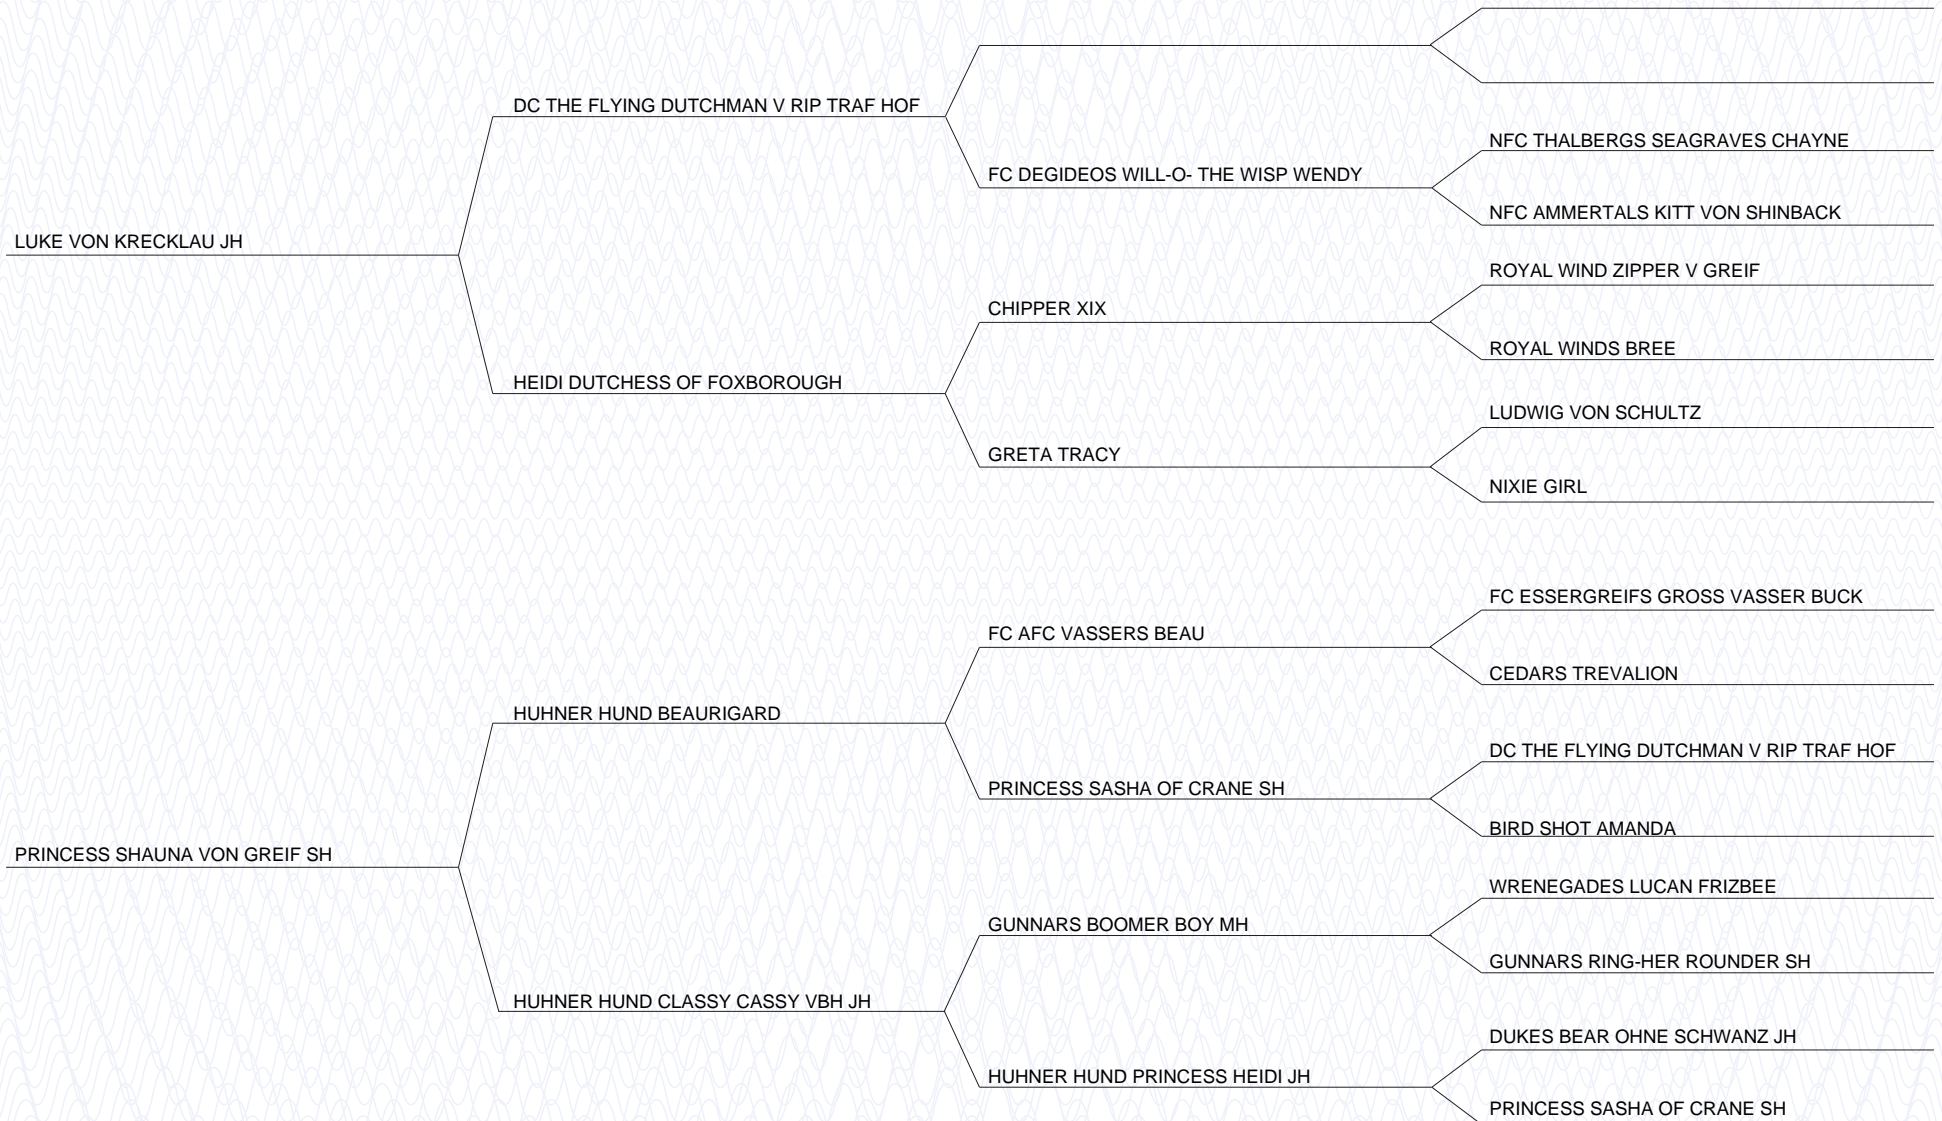 DC THE FLYING DUTCHMAN V RIP TRAF HOF
NFC THALBERGS SEAGRAVES CHAYNE
FC DEGIDEOS WILL-O- THE WISP WENDY
NFC AMMERTALS KITT VON SHINBACK
LUKE VON KRECKLAU JH
ROYAL WIND ZIPPER V GREIF
CHIPPER XIX
ROYAL WINDS BREE
HEIDI DUTCHESS OF FOXBOROUGH
LUDWIG VON SCHULTZ
GRETA TRACY
NIXIE GIRL
FC ESSERGREIFS GROSS VASSER BUCK
FC AFC VASSERS BEAU
CEDARS TREVALION
HUHNER HUND BEAURIGARD
DC THE FLYING DUTCHMAN V RIP TRAF HOF
PRINCESS SASHA OF CRANE SH
BIRD SHOT AMANDA
PRINCESS SHAUNA VON GREIF SH
WRENEGADES LUCAN FRIZBEE
GUNNARS BOOMER BOY MH
GUNNARS RING-HER ROUNDER SH
HUHNER HUND CLASSY CASSY VBH JH
DUKES BEAR OHNE SCHWANZ JH
HUHNER HUND PRINCESS HEIDI JH
PRINCESS SASHA OF CRANE SH